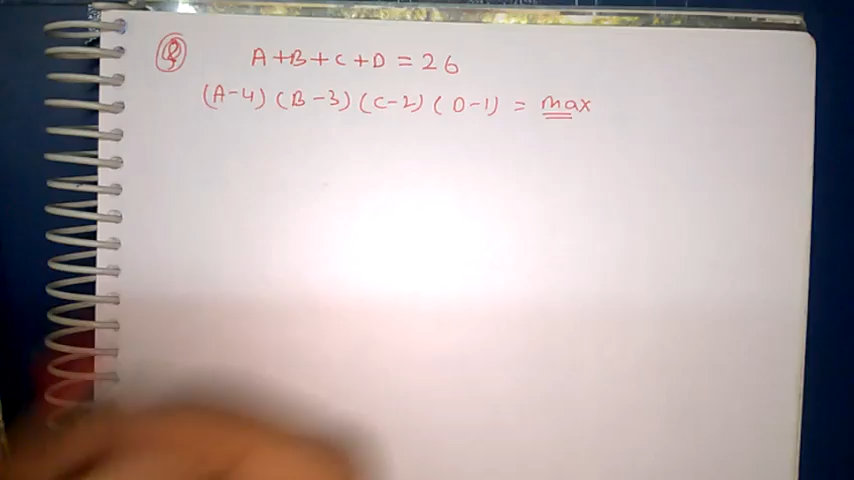 Q A+B+C+D = 26
(A-4) (B-3) (C-2) (D-1) = max